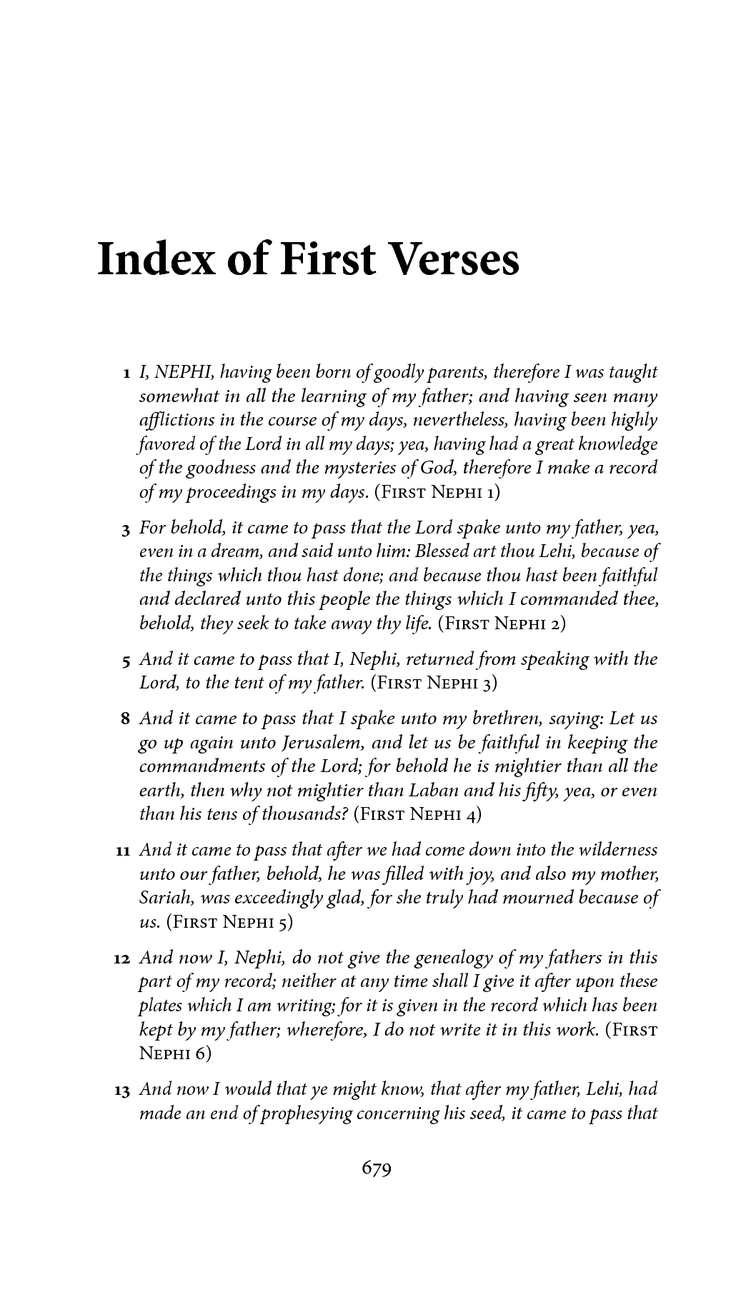 Index of First Verses
1 I, NEPHI, having been born of goodly parents, therefore I was taught
somewhat in all the learning of my father; and having seen many
afflictions in the course of my days, nevertheless, having been highly
favored of the Lord in all my days; yea, having had a great knowledge
of the goodness and the mysteries of God, therefore I make a record
of my proceedings in my days. (First Nephi 1)
3 For behold, it came to pass that the Lord spake unto my father, yea,
even in a dream, and said unto him: Blessed art thou Lehi, because of
the things which thou hast done; and because thou hast been faithful
and declared unto this people the things which I commanded thee,
behold, they seek to take away thy life. (First Nephi 2)
5 And it came to pass that I, Nephi, returned from speaking with the
Lord, to the tent of my father. (First Nephi 3)
8 And it came to pass that I spake unto my brethren, saying: Let us
go up again unto Jerusalem, and let us be faithful in keeping the
commandments of the Lord; for behold he is mightier than all the
earth, then why not mightier than Laban and his fifty, yea, or even
than his tens of thousands? (First Nephi 4)
11 And it came to pass that after we had come down into the wilderness
unto our father, behold, he was filled with joy, and also my mother,
Sariah, was exceedingly glad, for she truly had mourned because of
us. (First Nephi 5)
12 And now I, Nephi, do not give the genealogy of my fathers in this
part of my record; neither at any time shall I give it after upon these
plates which I am writing; for it is given in the record which has been
kept by my father; wherefore, I do not write it in this work. (First
Nephi 6)
13 And now I would that ye might know, that after my father, Lehi, had
made an end of prophesying concerning his seed, it came to pass that
679